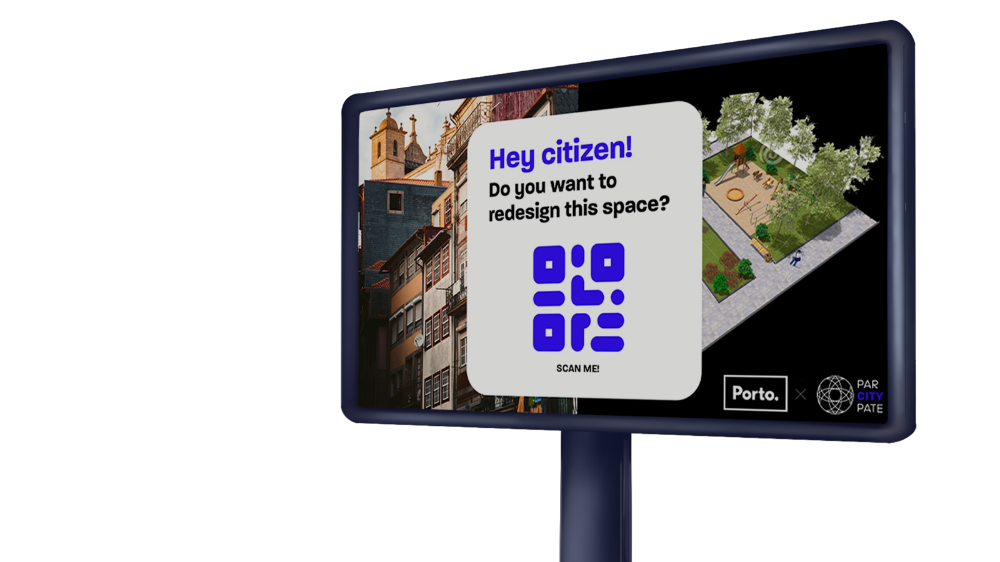 Hey citizen!
Do you want to
redesign this space?
SCAN ME!
Porto.
PAR
CITY
PATE